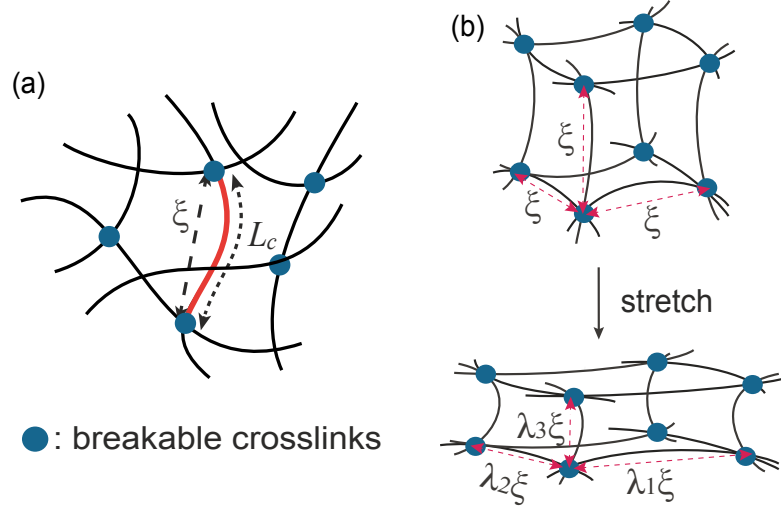 (a)
ξ
L_c
: breakable crosslinks
(b)
ξ
ξ
ξ
stretch
λ₃ξ
λ₂ξ
λ₁ξ